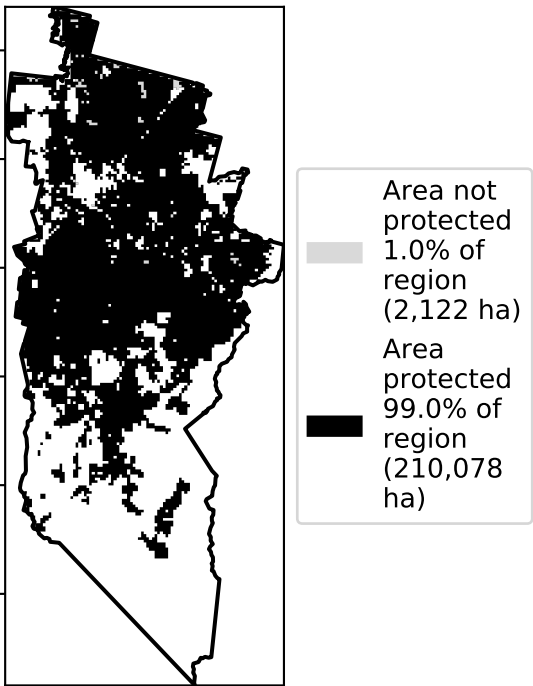 Area not
protected
1.0% of
region
(2,122 ha)
Area
protected
99.0% of
region
(210,078
ha)